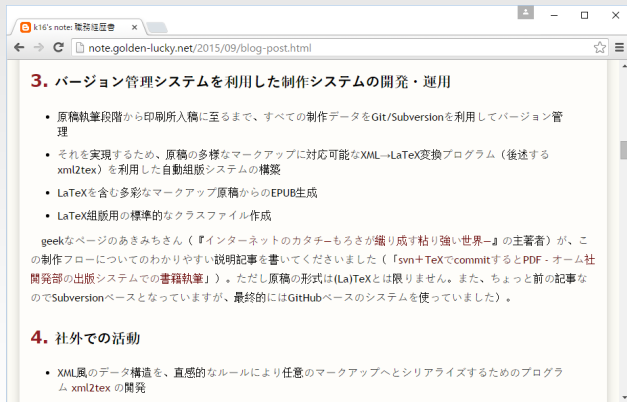 k16's note: 職務経歴書
note.golden-lucky.net/2015/09/blog-post.html
3. バージョン管理システムを利用した制作システムの開発・運用
• 原稿執筆段階から印刷所入稿に至るまで、すべての制作データをGit/Subversionを利用してバージョン管
理
• それを実現するため、原稿の多様なマークアップに対応可能なXML→LaTeX変換プログラム（後述する
xml2tex）を利用した自動組版システムの構築
• LaTeXを含む多彩なマークアップ原稿からのEPUB生成
• LaTeX組版用の標準的なクラスファイル作成
geekなページのあきみちさん（『インターネットのカタチ―もろさが織り成す粘り強い世界―』の主著者）が、こ
の制作フローについてのわかりやすい説明記事を書いてくださいました（「svn＋TeXでcommitするとPDF - オーム社
開発部の出版システムでの書籍執筆」）。ただし原稿の形式は(La)TeXとは限りません。また、ちょっと前の記事な
のでSubversionベースとなっていますが、最終的にはGitHubベースのシステムを使っていました）。
4. 社外での活動
• XML風のデータ構造を、直感的なルールにより任意のマークアップへとシリアライズするためのプログラ
ム xml2tex の開発